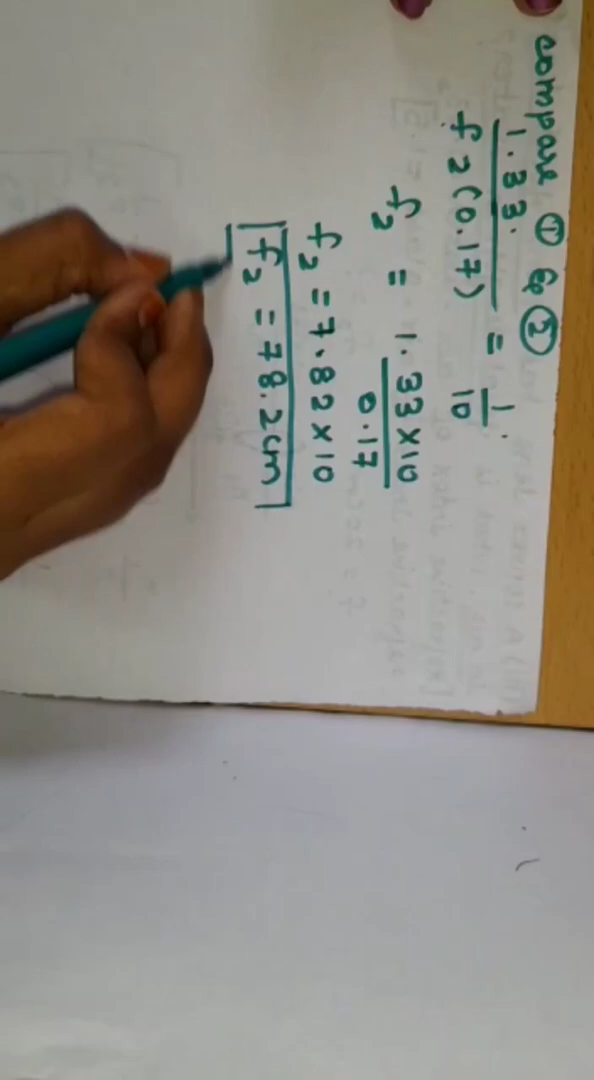 compare ① & ②
1.33. / f 2 (0.17) = 1 / 10.
f₂ = 1.33 × 10 / 0.17
f₂ = 7.82 × 10
f₂ = 78.2cm